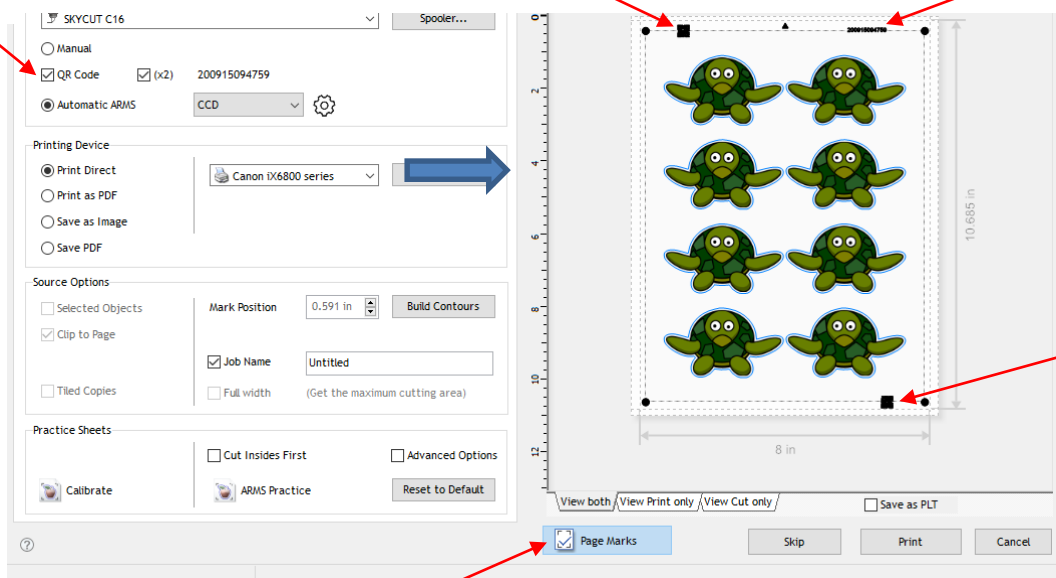 SKYCUT C16
Spooler...
Manual
QR Code
(x2)
200915094759
Automatic ARMS
CCD
Printing Device
Print Direct
Canon iX6800 series
Print as PDF
Save as Image
Save PDF
Source Options
Selected Objects
Mark Position
0.591 in
Build Contours
Clip to Page
Job Name
Untitled
Tiled Copies
Full width
(Get the maximum cutting area)
Practice Sheets
Cut Insides First
Advanced Options
Calibrate
ARMS Practice
Reset to Default
?
0
2
4
6
8
10
12
200915094759
10.685 in
8 in
View both
View Print only
View Cut only
Save as PLT
Page Marks
Skip
Print
Cancel